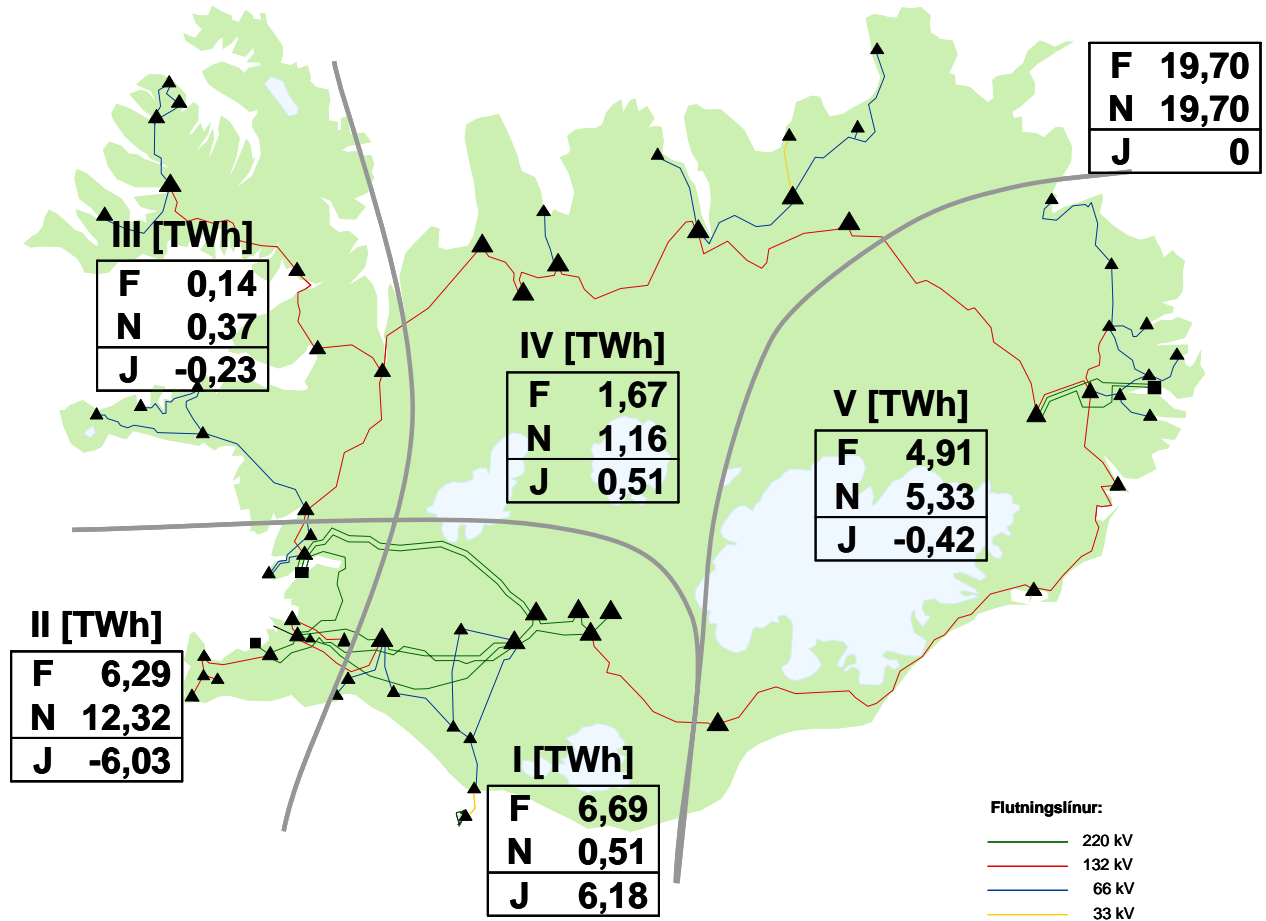 F 19,70
N 19,70
J 0
III [TWh]
F 0,14
N 0,37
J -0,23
IV [TWh]
F 1,67
N 1,16
J 0,51
V [TWh]
F 4,91
N 5,33
J -0,42
II [TWh]
F 6,29
N 12,32
J -6,03
I [TWh]
F 6,69
N 0,51
J 6,18
Flutningslínur:
220 kV
132 kV
66 kV
33 kV